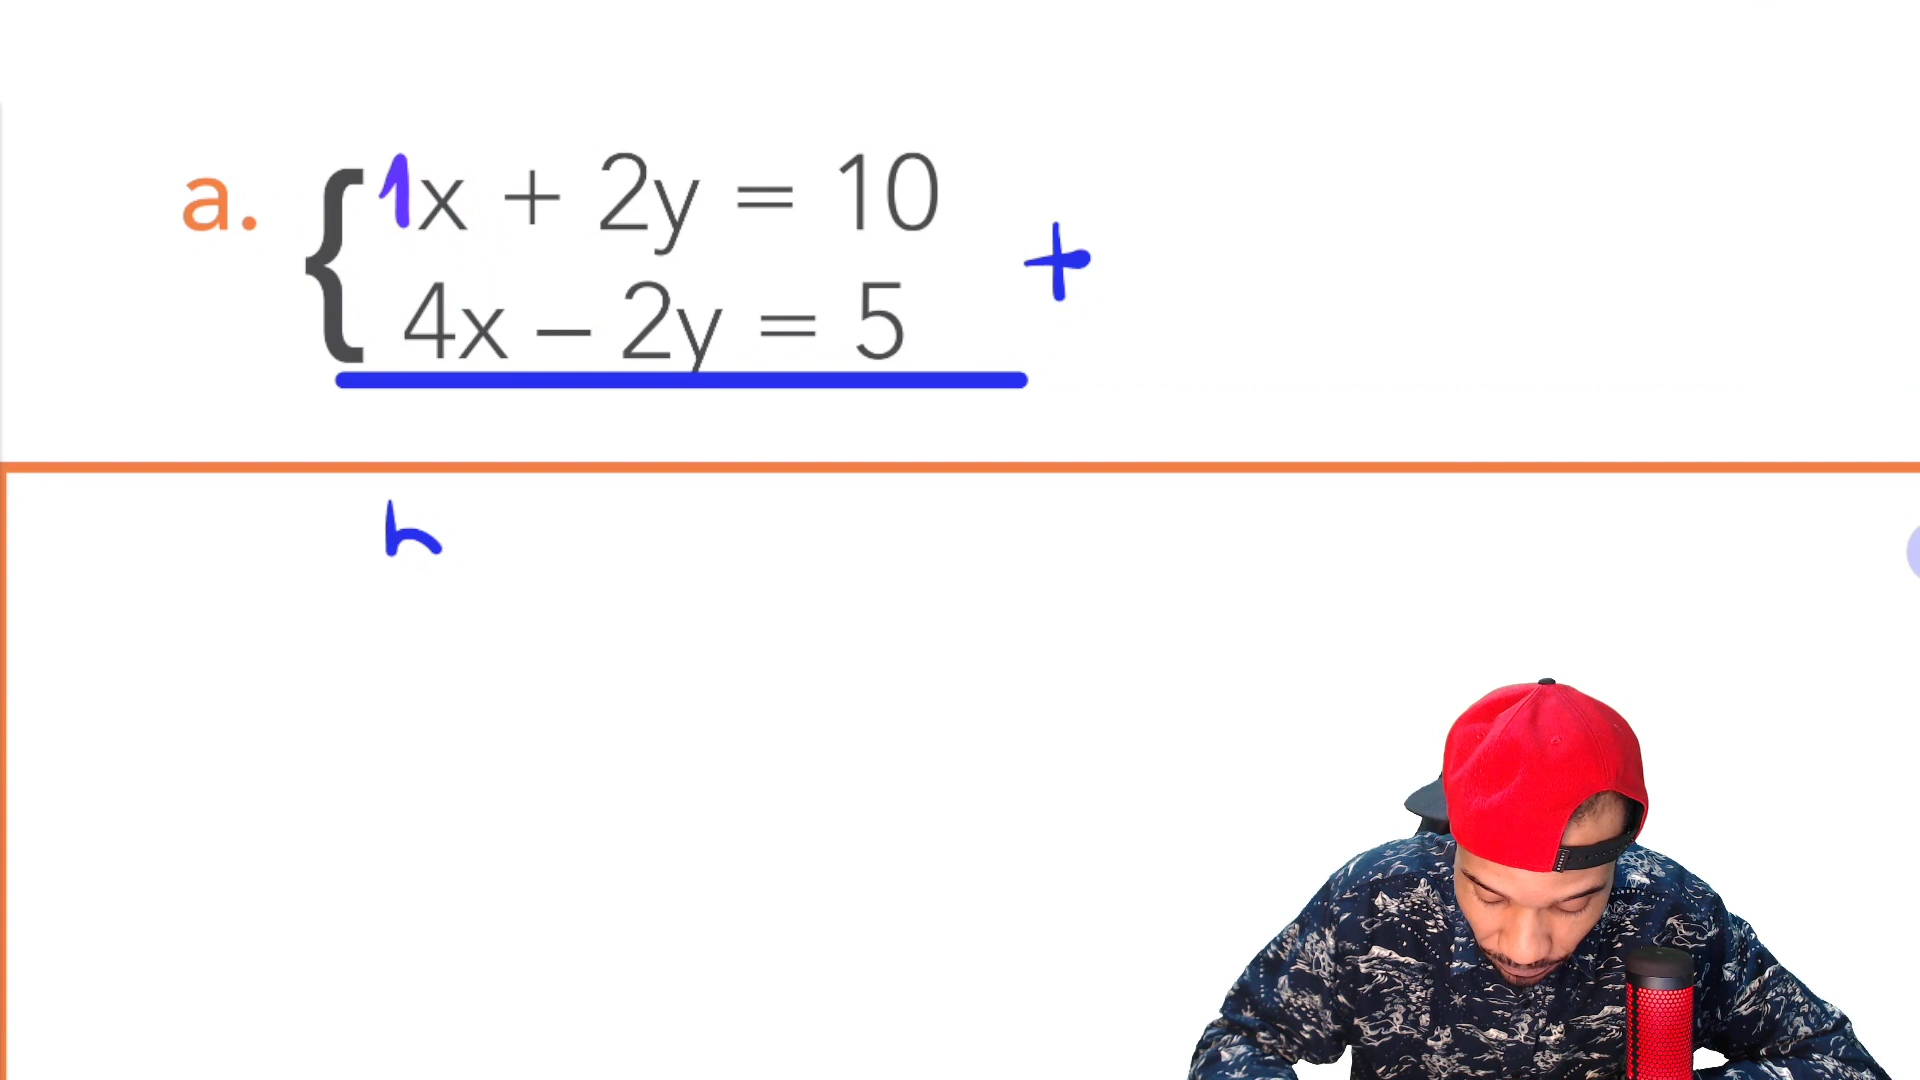 a. { 1x + 2y = 10
4x – 2y = 5
+